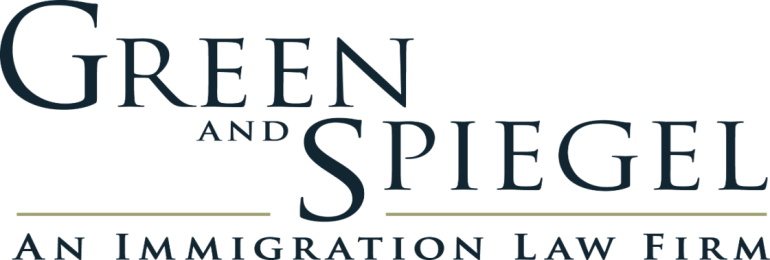 GREEN
AND
SPIEGEL
AN IMMIGRATION LAW FIRM